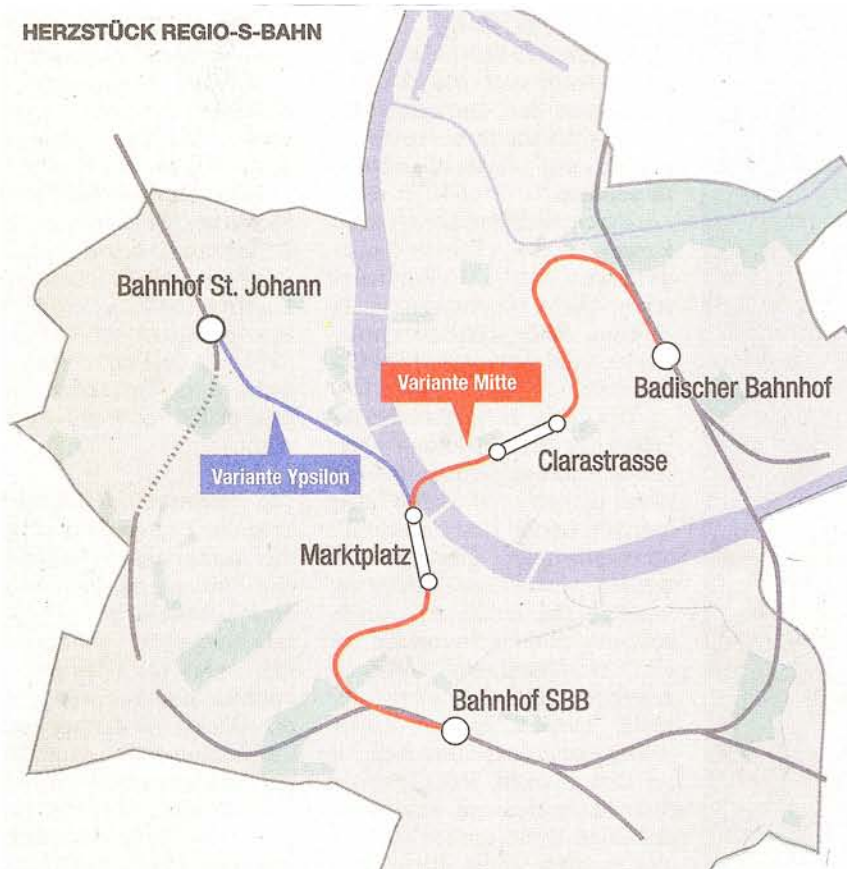 HERZSTÜCK REGIO-S-BAHN
Bahnhof St. Johann
Variante Mitte
Badischer Bahnhof
Clarastrasse
Variante Ypsilon
Marktplatz
Bahnhof SBB